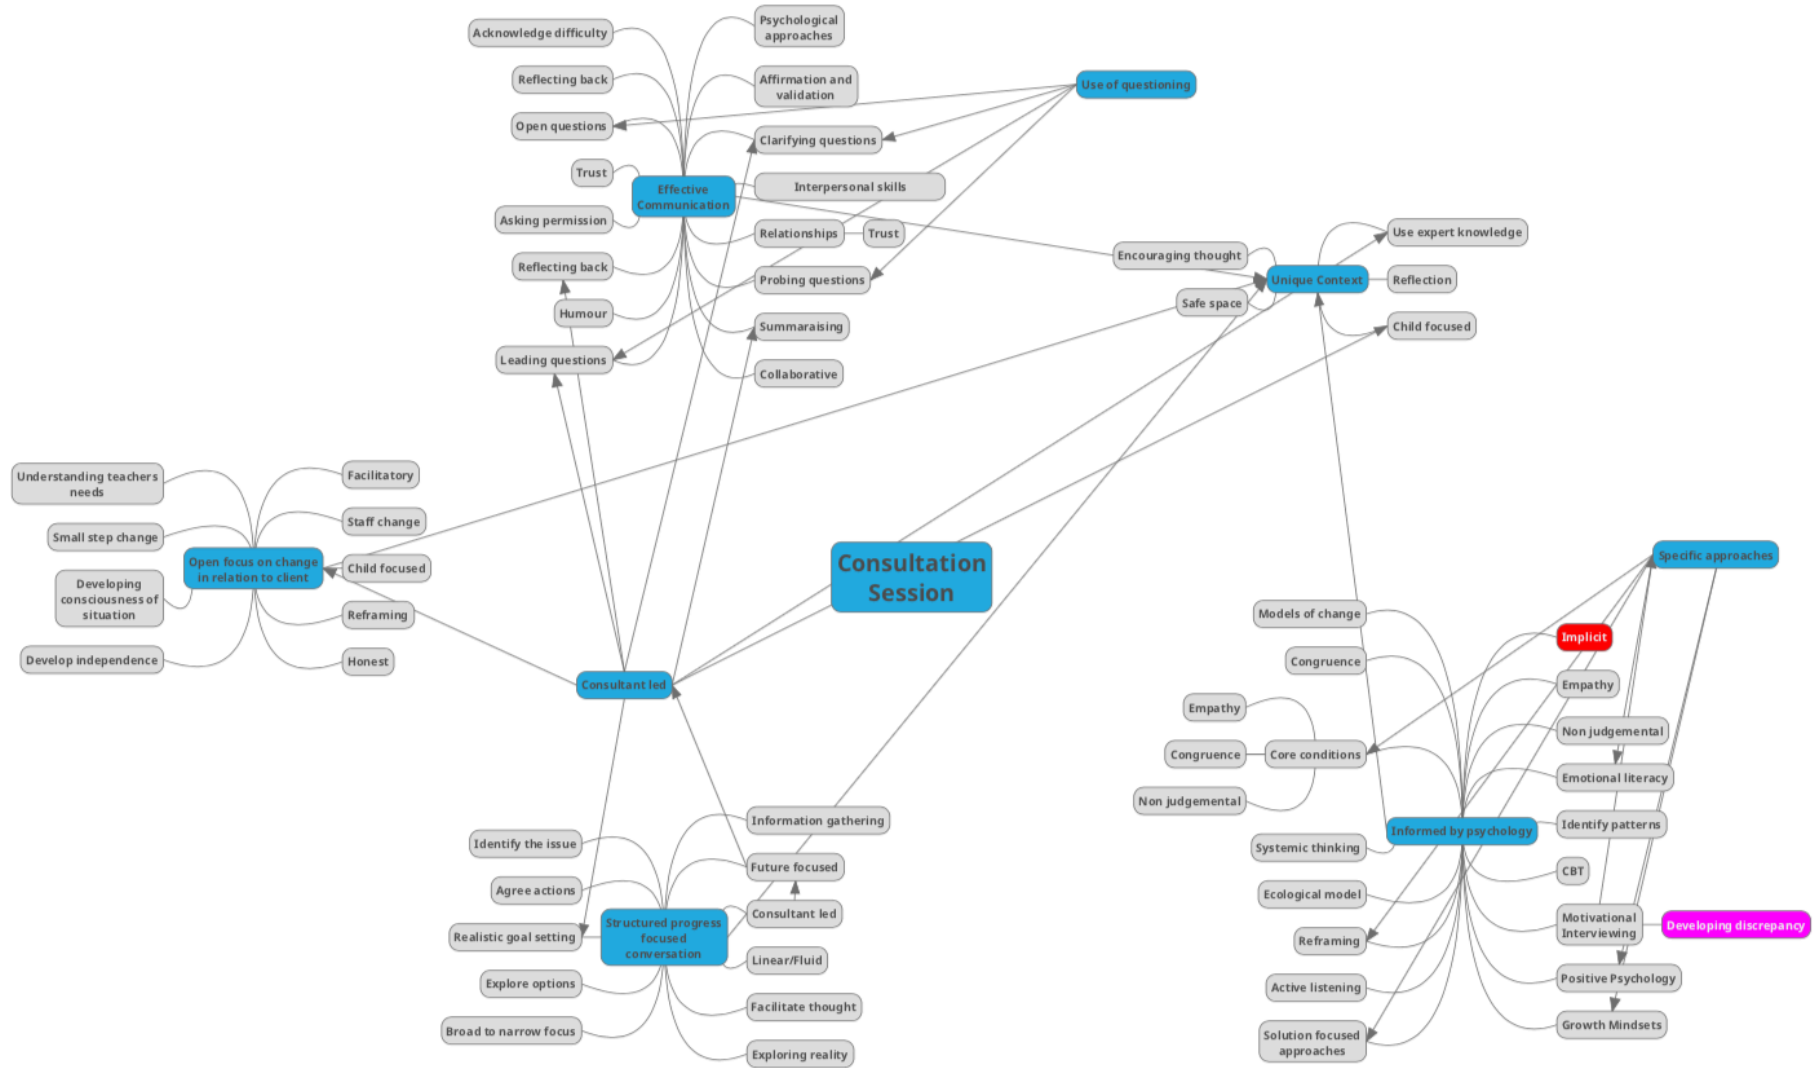 Acknowledge difficulty
Reflecting back
Open questions
Trust
Asking permission
Reflecting back
Humour
Leading questions
Effective
Communication
Psychological
approaches
Affirmation and
validation
Clarifying questions
Interpersonal skills
Relationships
Trust
Probing questions
Summaraising
Collaborative
Use of questioning
Encouraging thought
Safe space
Unique Context
Use expert knowledge
Reflection
Child focused
Understanding teachers
needs
Small step change
Developing
consciousness of
situation
Develop independence
Open focus on change
in relation to client
Facilitatory
Staff change
Child focused
Reframing
Honest
Consultation
Session
Consultant led
Identify the issue
Agree actions
Realistic goal setting
Explore options
Broad to narrow focus
Structured progress
focused
conversation
Information gathering
Future focused
Consultant led
Linear/Fluid
Facilitate thought
Exploring reality
Specific approaches
Models of change
Congruence
Empathy
Congruence
Non judgemental
Core conditions
Systemic thinking
Ecological model
Reframing
Active listening
Solution focused
approaches
Informed by psychology
Implicit
Empathy
Non judgemental
Emotional literacy
Identify patterns
CBT
Motivational
Interviewing
Developing discrepancy
Positive Psychology
Growth Mindsets